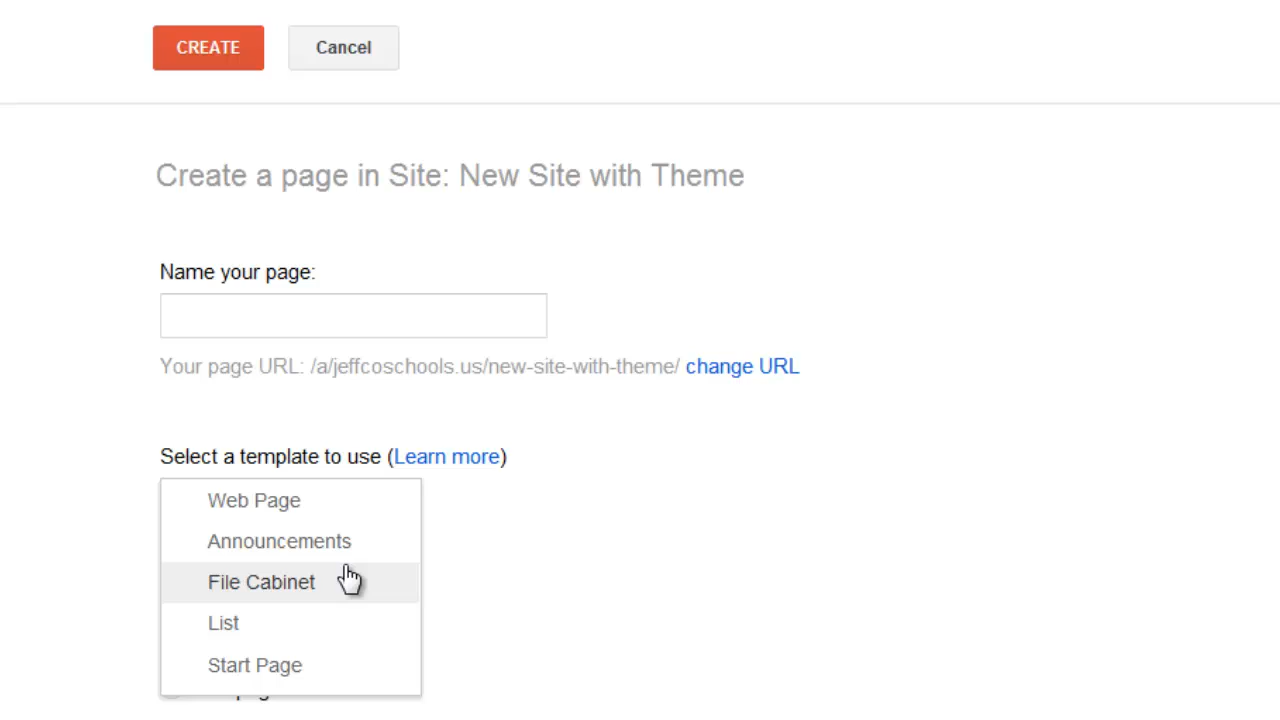 CREATE Cancel
Create a page in Site: New Site with Theme
Name your page:
Your page URL: /a/jeffcoschools.us/new-site-with-theme/ change URL
Select a template to use (Learn more)
Web Page
Announcements
File Cabinet
List
Start Page